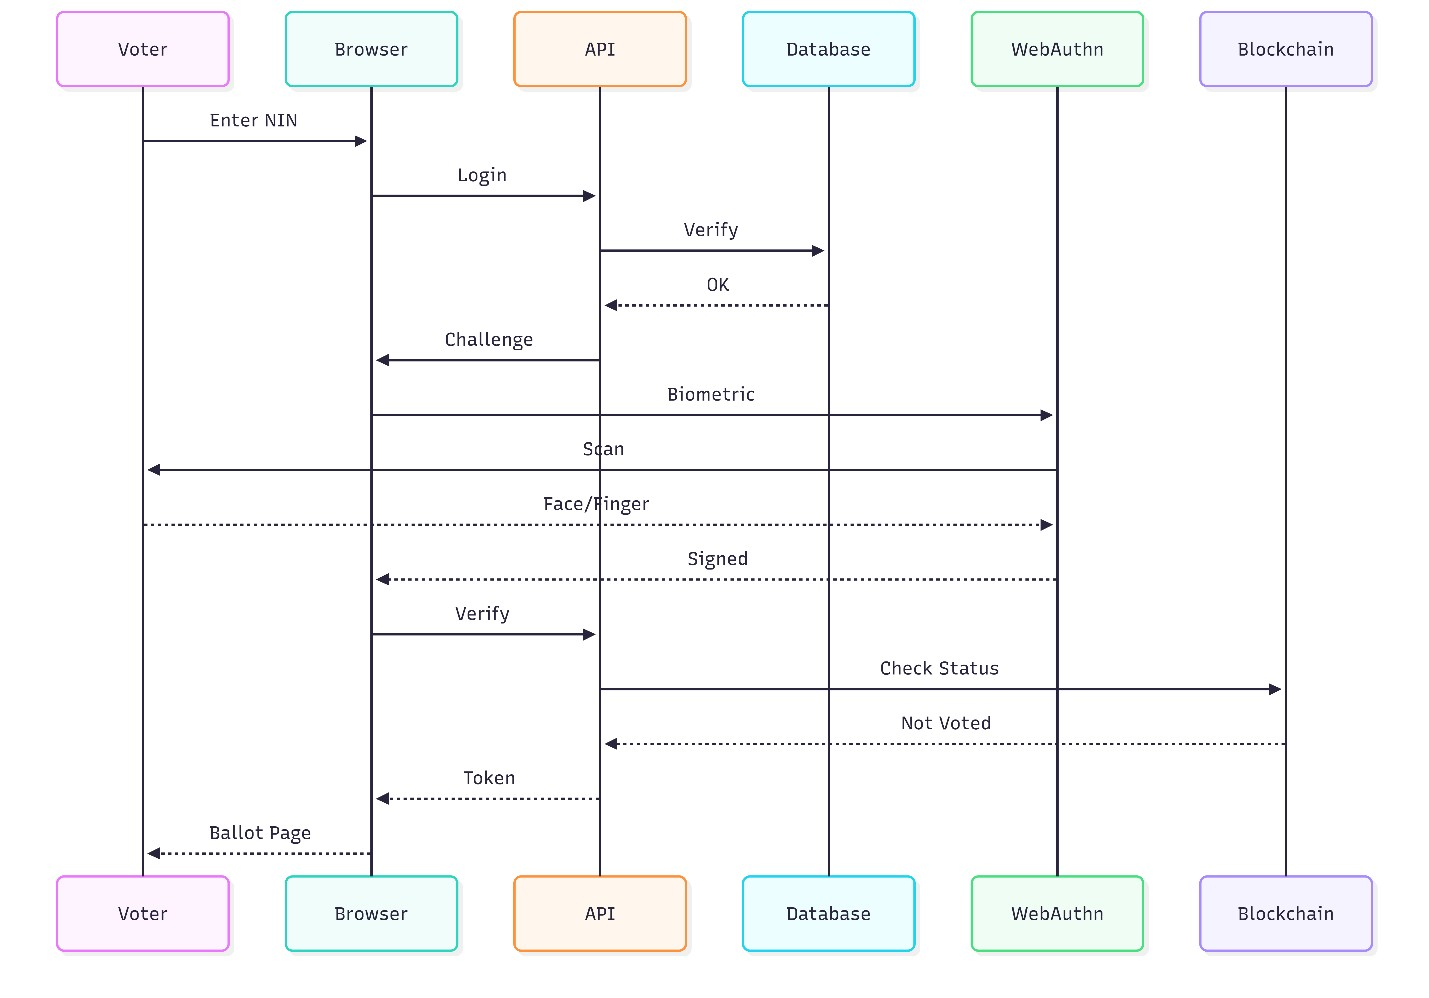 Voter
Browser
API
Database
WebAuthn
Blockchain
Enter NIN
Login
Verify
OK
Challenge
Biometric
Scan
Face/Finger
Signed
Verify
Check Status
Not Voted
Token
Ballot Page
Voter
Browser
API
Database
WebAuthn
Blockchain